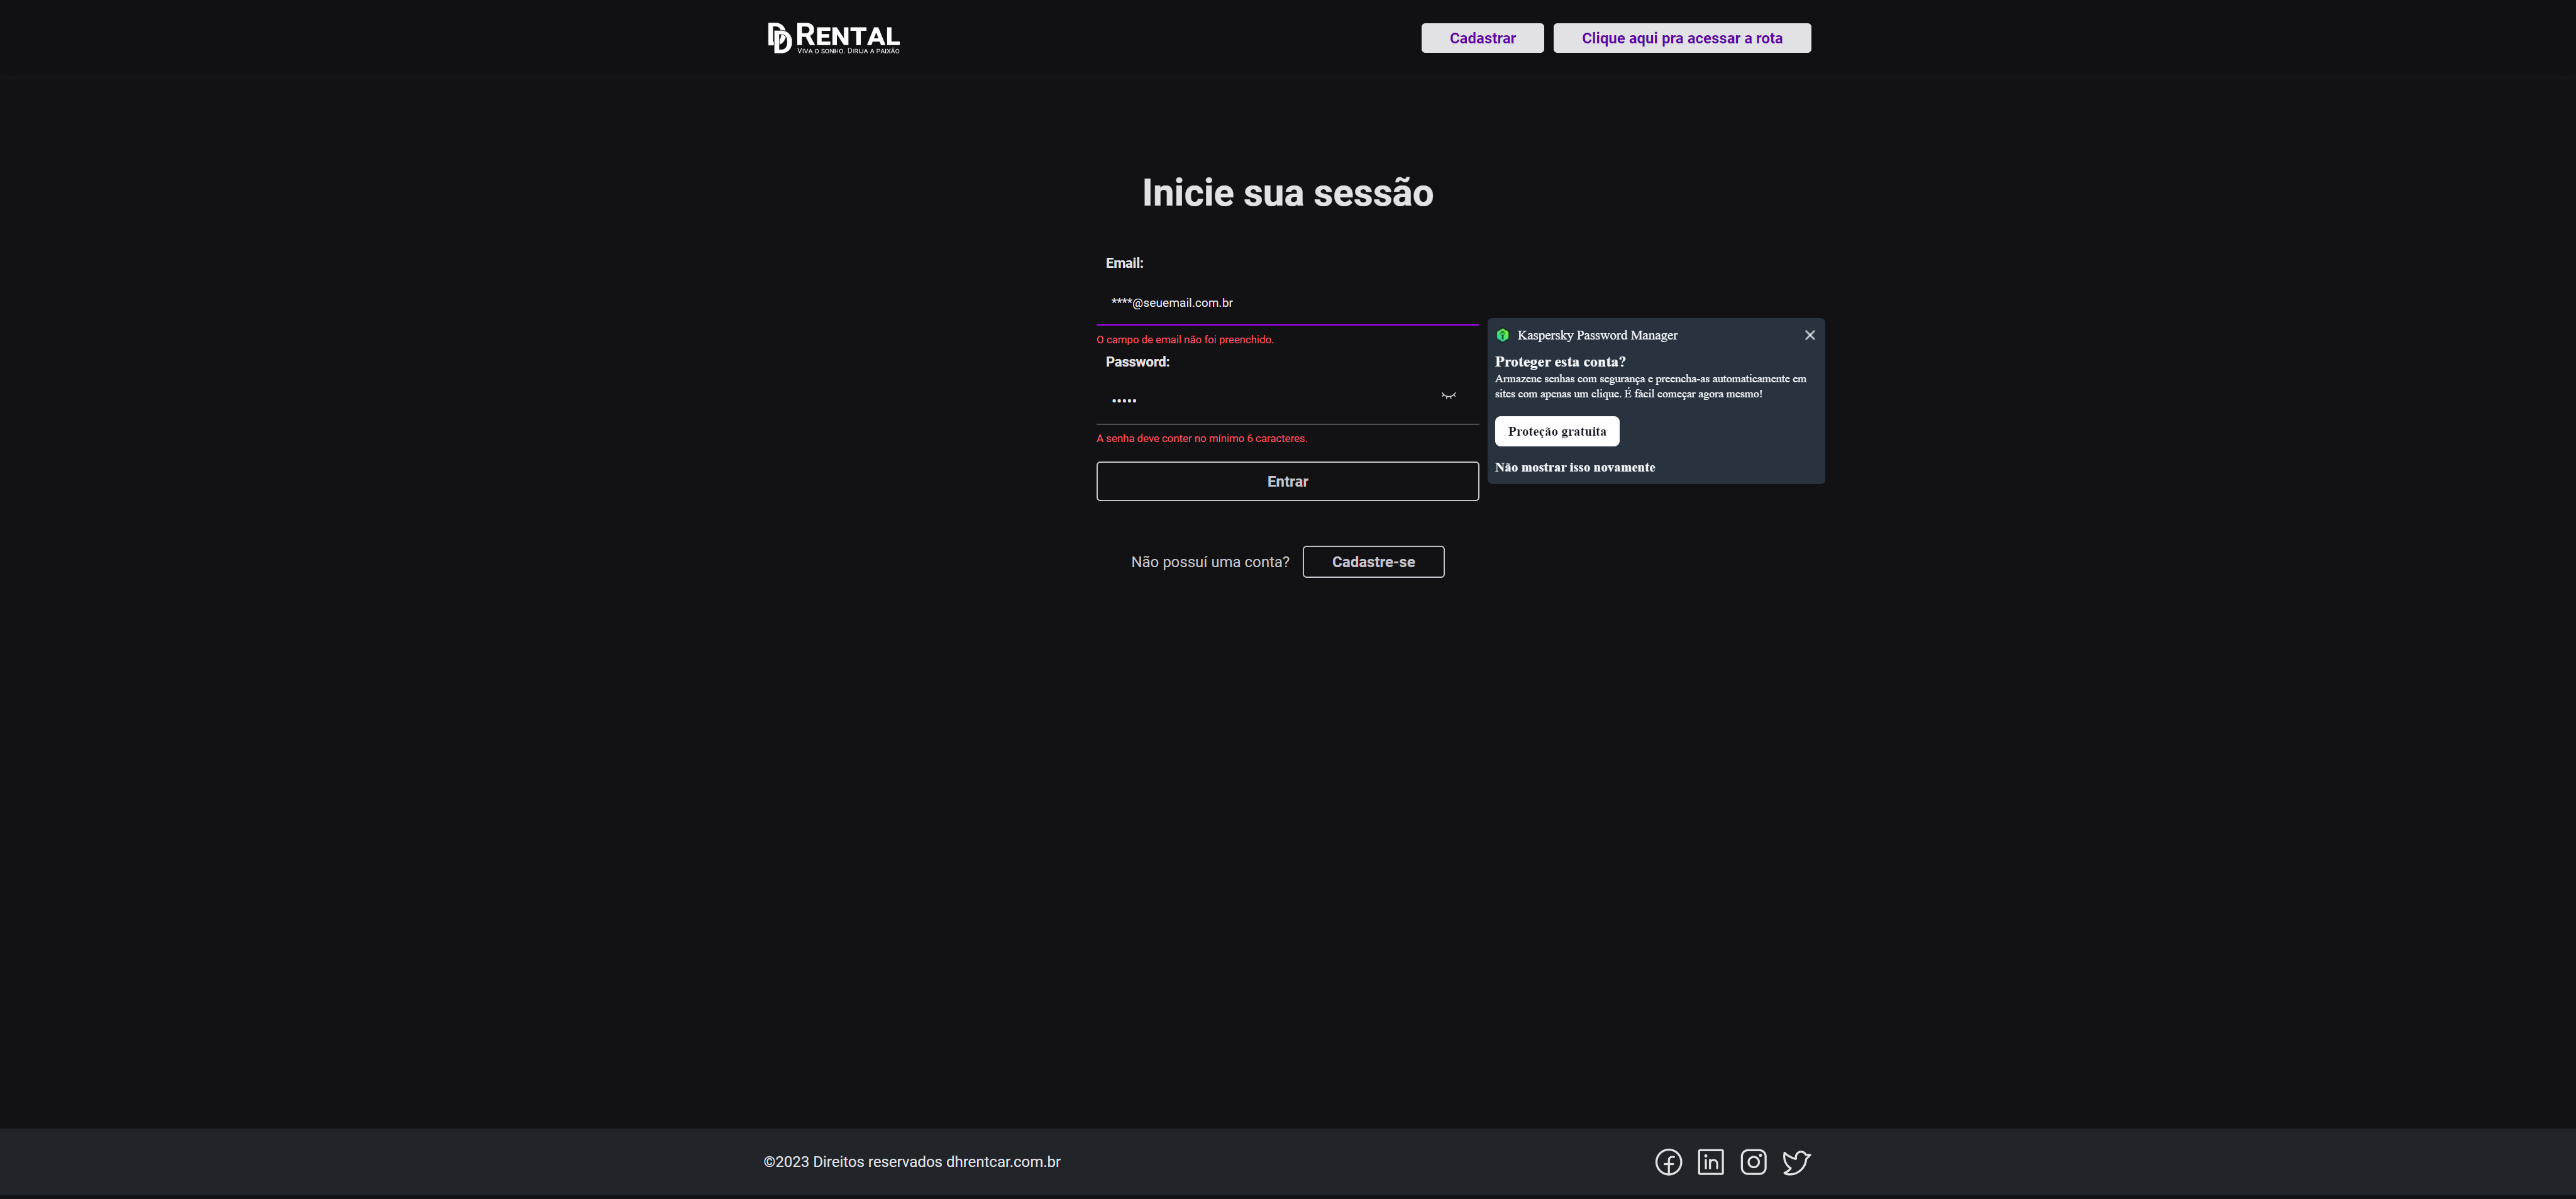 DD RENTAL
VIVA O SONHO. DIRIJA A PAIXÃO
Cadastrar
Clique aqui pra acessar a rota
Inicie sua sessão
Email:
****@seuemail.com.br
O campo de email não foi preenchido.
Password:
•••••
A senha deve conter no mínimo 6 caracteres.
Entrar
Não possuí uma conta?
Cadastre-se
Kaspersky Password Manager
Proteger esta conta?
Armazene senhas com segurança e preencha-as automaticamente em
sites com apenas um clique. É fácil começar agora mesmo!
Proteção gratuita
Não mostrar isso novamente
©2023 Direitos reservados dhrentcar.com.br